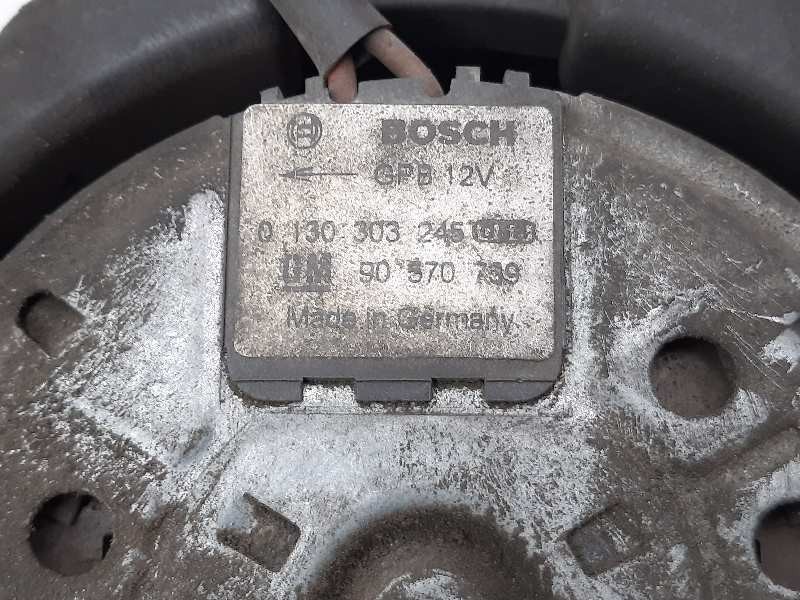 BOSCH
GPB 12V
0 130 303 245
GM 90 570 739
Made in Germany